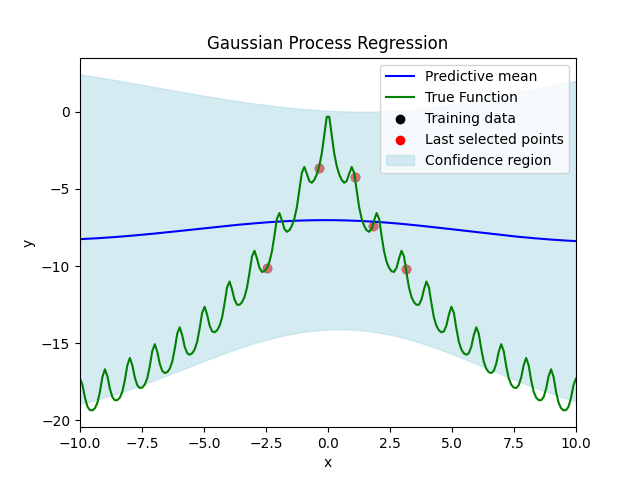 Gaussian Process Regression
Predictive mean
True Function
Training data
Last selected points
Confidence region
y
0
−5
−10
−15
−20
−10.0 −7.5 −5.0 −2.5 0.0 2.5 5.0 7.5 10.0
x